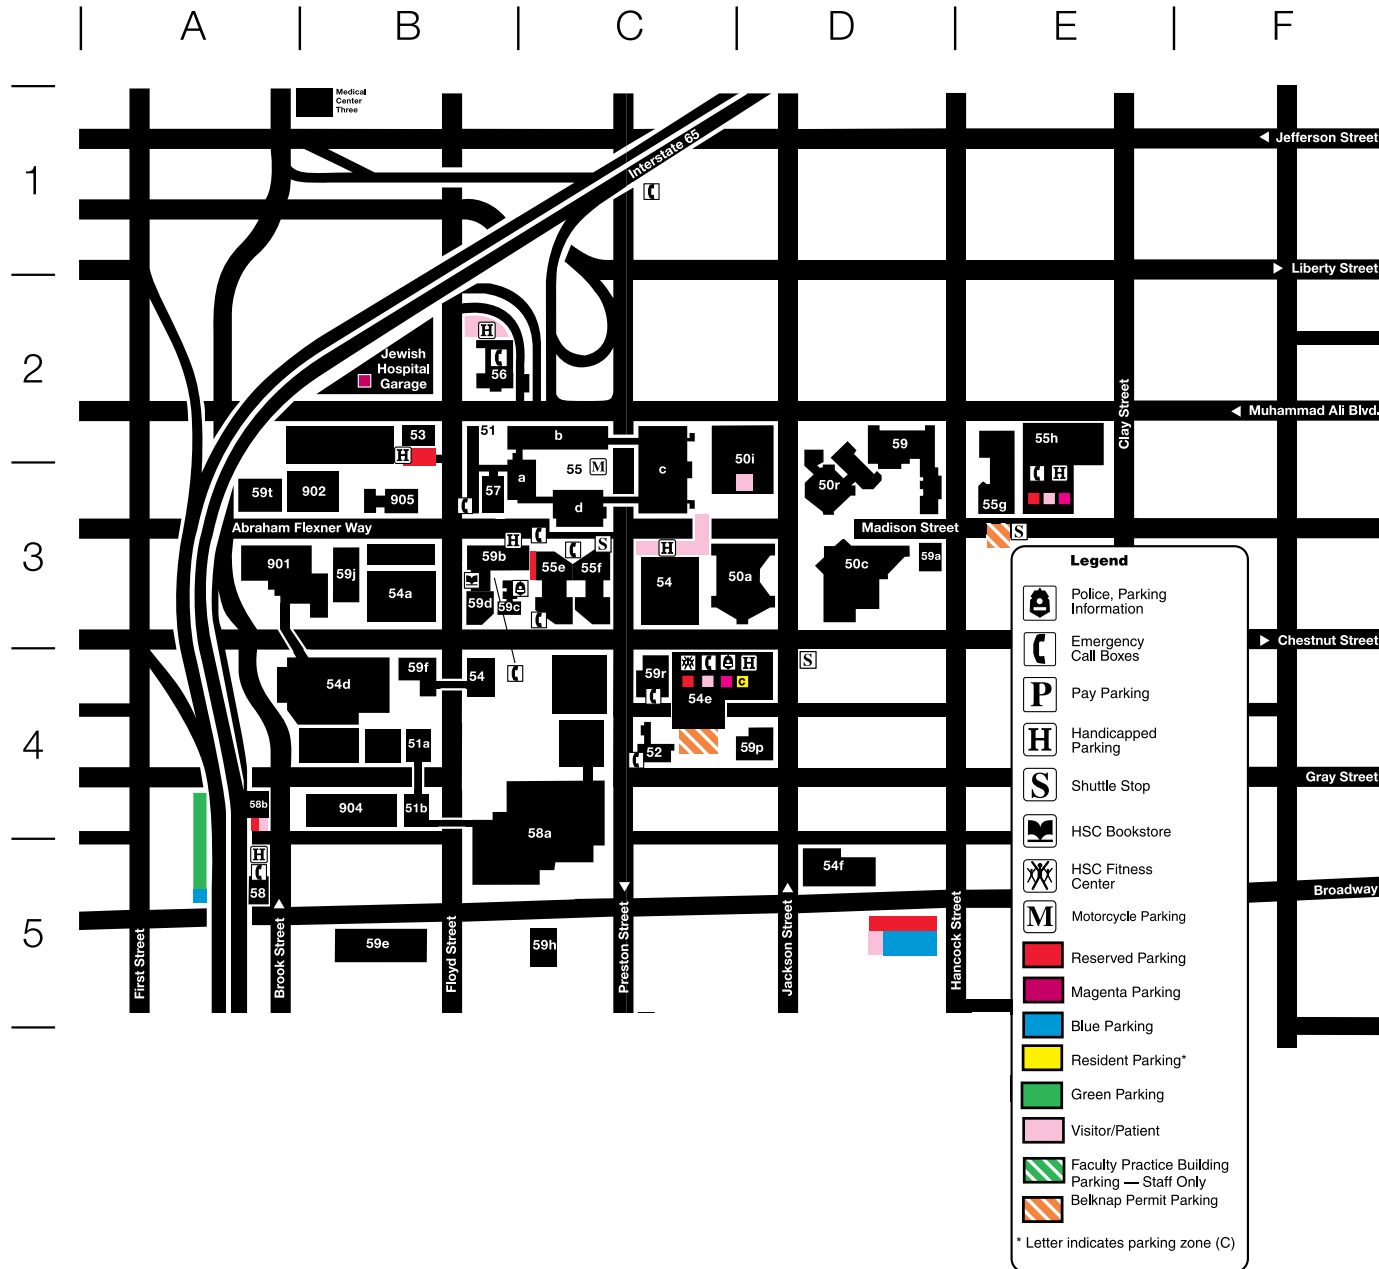 A B C D E F
Medical
Center
Three
Jefferson Street
1
Interstate 65
Liberty Street
2
Jewish
Hospital
Garage
H
56
Clay Street
Muhammad Ali Blvd.
53
51
b
H
55
M
c
a
57
d
50i
59
50r
55h
H
55g
59t
902
905
Abraham Flexner Way
Madison Street
S
3
901
59j
54a
59b
H
S
55e
55f
59d
59c
H
54
50a
50c
59a
Chestnut Street
54d
59f
54
59r
H
C
54e
S
4
51a
52
59p
Gray Street
58b
904
51b
58a
H
58
54f
Broadway
5
59e
59h
First Street
Brook Street
Floyd Street
Preston Street
Jackson Street
Hancock Street
Legend
Police, Parking
Information
Emergency
Call Boxes
P Pay Parking
H Handicapped
Parking
S Shuttle Stop
HSC Bookstore
HSC Fitness
Center
M Motorcycle Parking
Reserved Parking
Magenta Parking
Blue Parking
Resident Parking*
Green Parking
Visitor/Patient
Faculty Practice Building
Parking — Staff Only
Belknap Permit Parking
* Letter indicates parking zone (C)